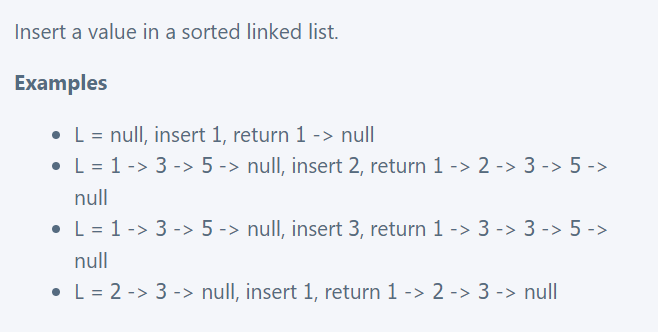 Insert a value in a sorted linked list.
Examples
• L = null, insert 1, return 1 -> null
• L = 1 -> 3 -> 5 -> null, insert 2, return 1 -> 2 -> 3 -> 5 ->
null
• L = 1 -> 3 -> 5 -> null, insert 3, return 1 -> 3 -> 3 -> 5 ->
null
• L = 2 -> 3 -> null, insert 1, return 1 -> 2 -> 3 -> null